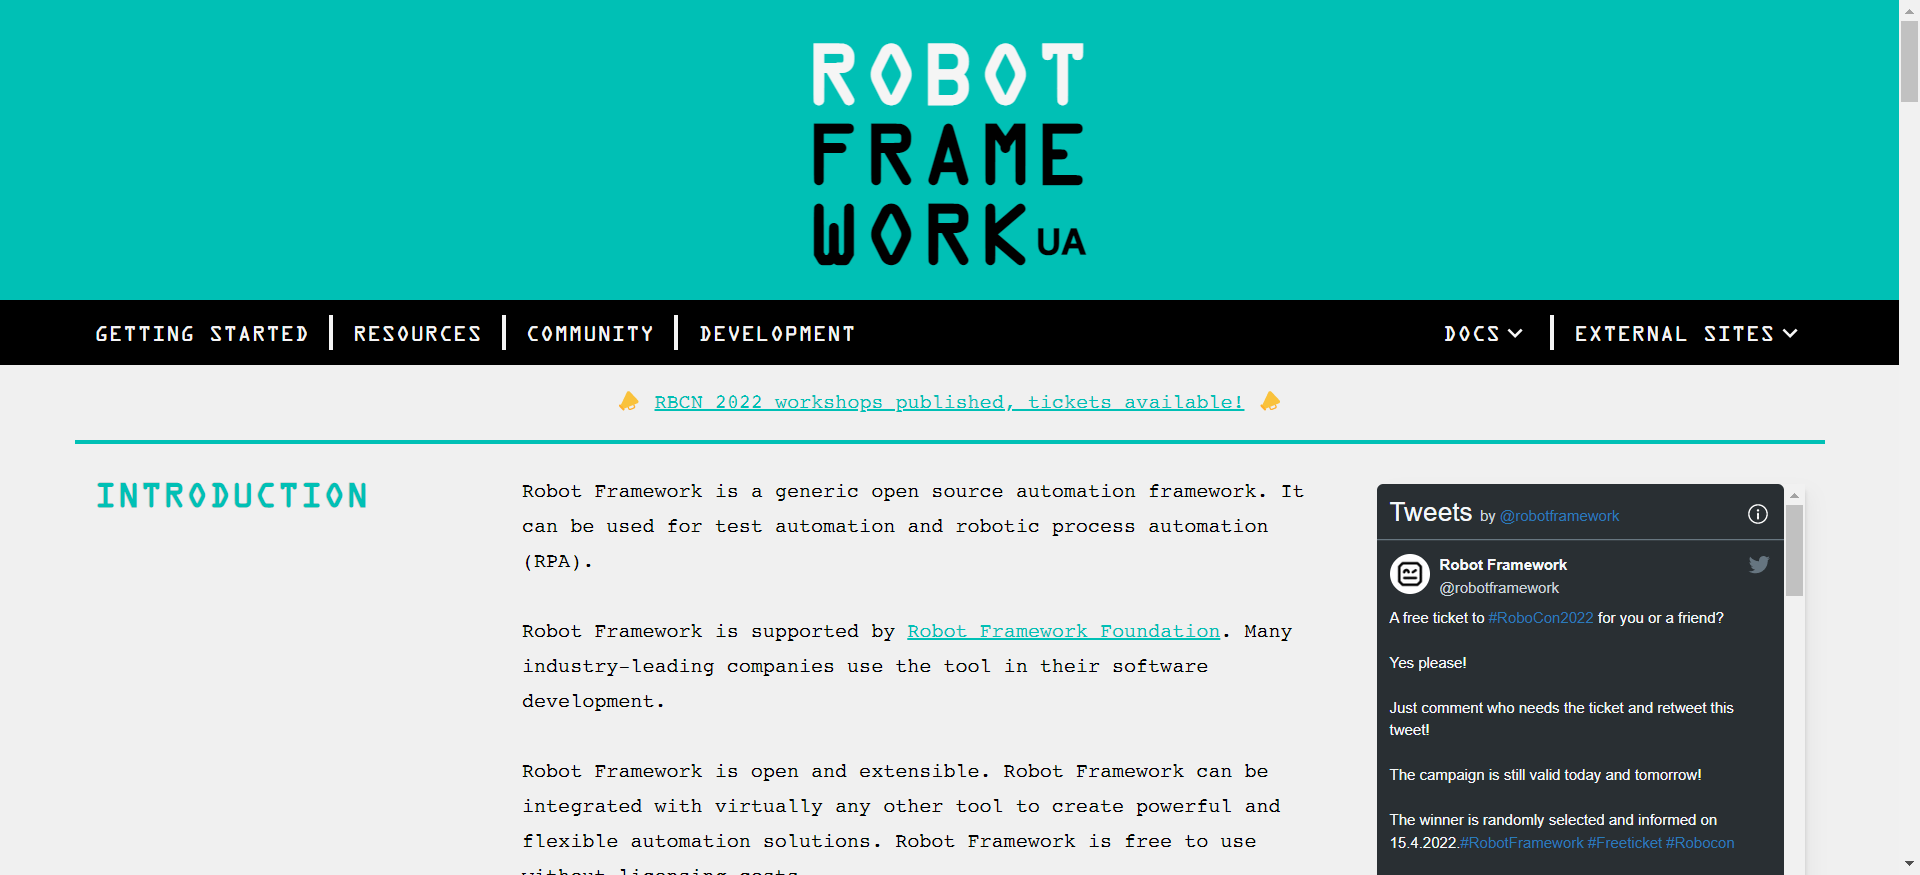 ROBOT
FRAME
WORK UA
GETTING STARTED
RESOURCES
COMMUNITY
DEVELOPMENT
DOCS
EXTERNAL SITES
RBCN 2022 workshops published, tickets available!
INTRODUCTION
Robot Framework is a generic open source automation framework. It
can be used for test automation and robotic process automation
(RPA).
Robot Framework is supported by Robot Framework Foundation. Many
industry-leading companies use the tool in their software
development.
Robot Framework is open and extensible. Robot Framework can be
integrated with virtually any other tool to create powerful and
flexible automation solutions. Robot Framework is free to use
without licensing costs.
Tweets by @robotframework
Robot Framework
@robotframework
A free ticket to #RoboCon2022 for you or a friend?
Yes please!
Just comment who needs the ticket and retweet this
tweet!
The campaign is still valid today and tomorrow!
The winner is randomly selected and informed on
15.4.2022.#RobotFramework #Freeticket #Robocon